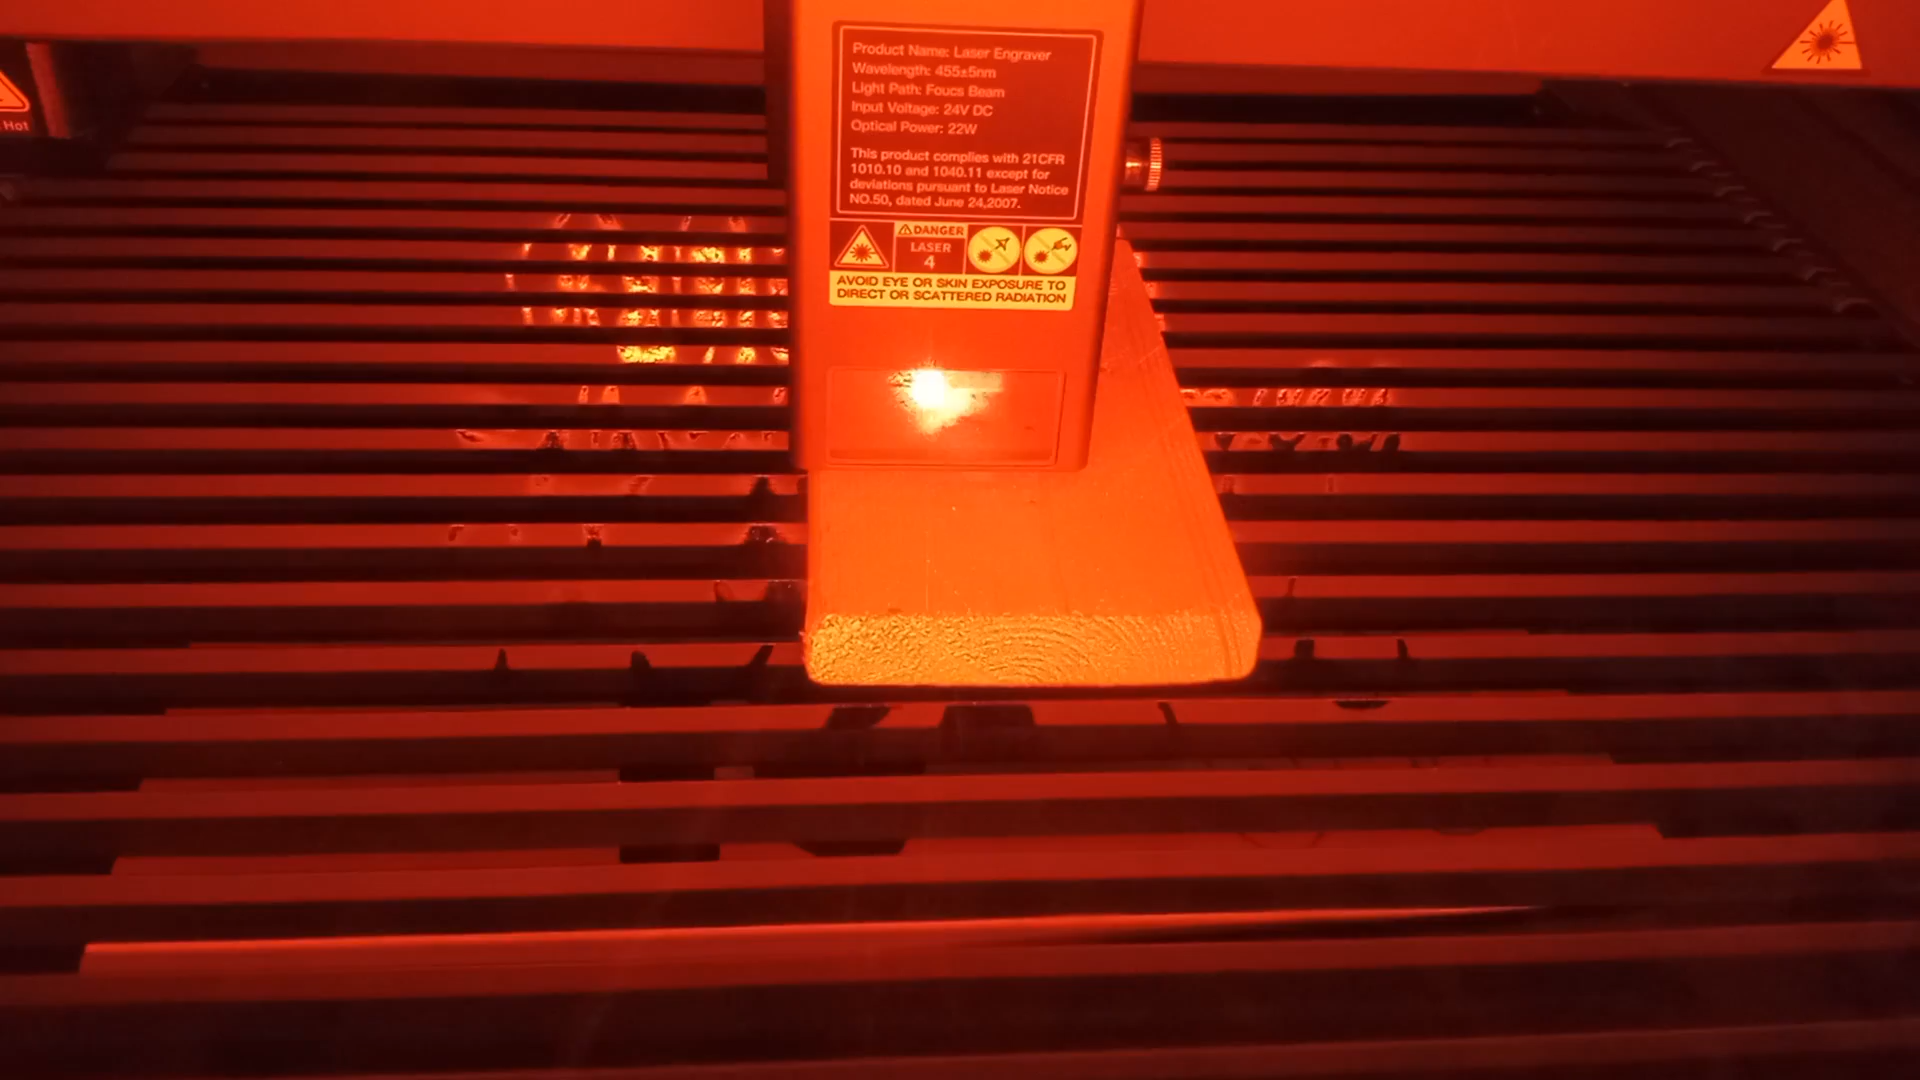 Product Name: Laser Engraver
Wavelength: 455±5nm
Light Path: Foucs Beam
Input Voltage: 24V DC
Optical Power: 22W
This product complies with 21CFR
1010.10 and 1040.11 except for
deviations pursuant to Laser Notice
NO.50, dated June 24,2007.
DANGER
LASER
4
AVOID EYE OR SKIN EXPOSURE TO
DIRECT OR SCATTERED RADIATION
Hot